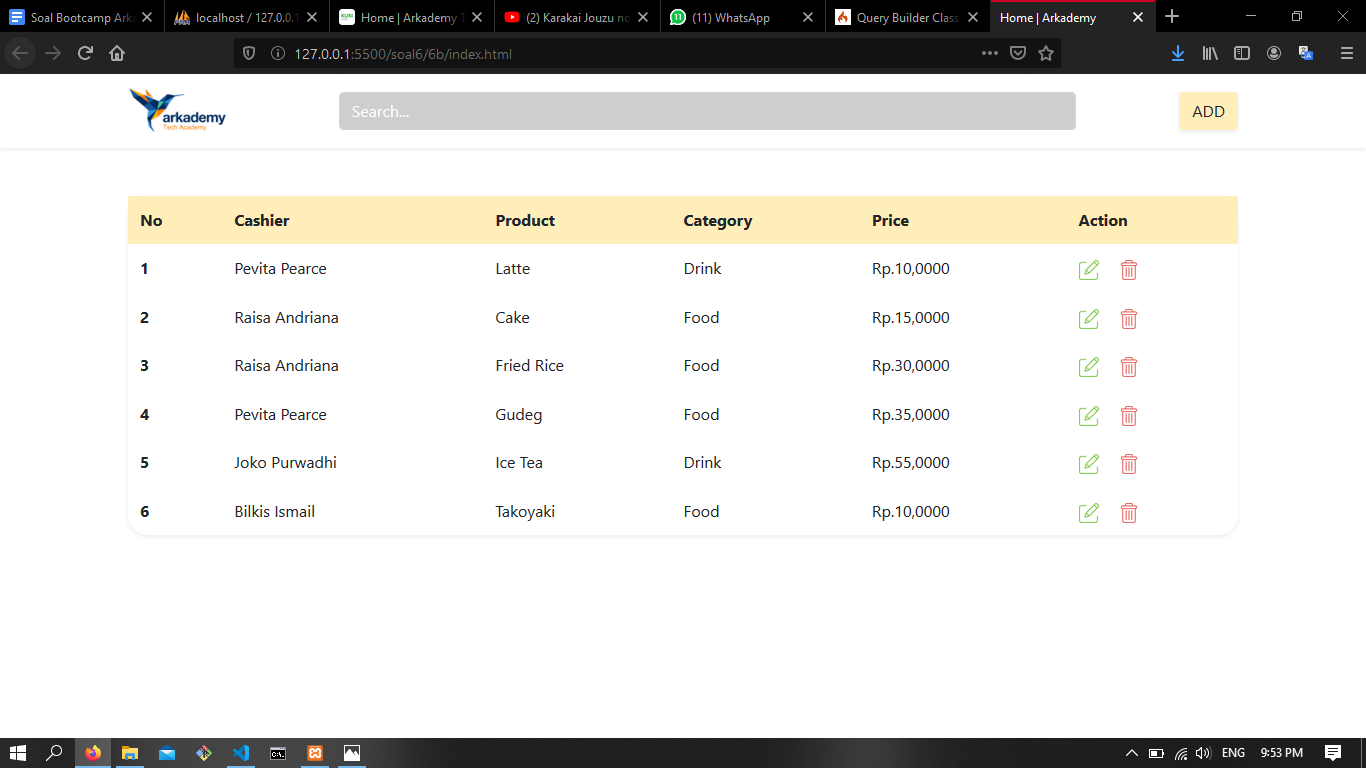 Soal Bootcamp Ark
localhost / 127.0.0.1
Home | Arkademy T
(2) Karakai Jouzu no
(11) WhatsApp
Query Builder Class
Home | Arkademy
127.0.0.1:5500/soal6/6b/index.html
arkademy
Tech Academy
Search...
ADD
No Cashier Product Category Price Action
1 Pevita Pearce Latte Drink Rp.10,0000
2 Raisa Andriana Cake Food Rp.15,0000
3 Raisa Andriana Fried Rice Food Rp.30,0000
4 Pevita Pearce Gudeg Food Rp.35,0000
5 Joko Purwadhi Ice Tea Drink Rp.55,0000
6 Bilkis Ismail Takoyaki Food Rp.10,0000
ENG 9:53 PM